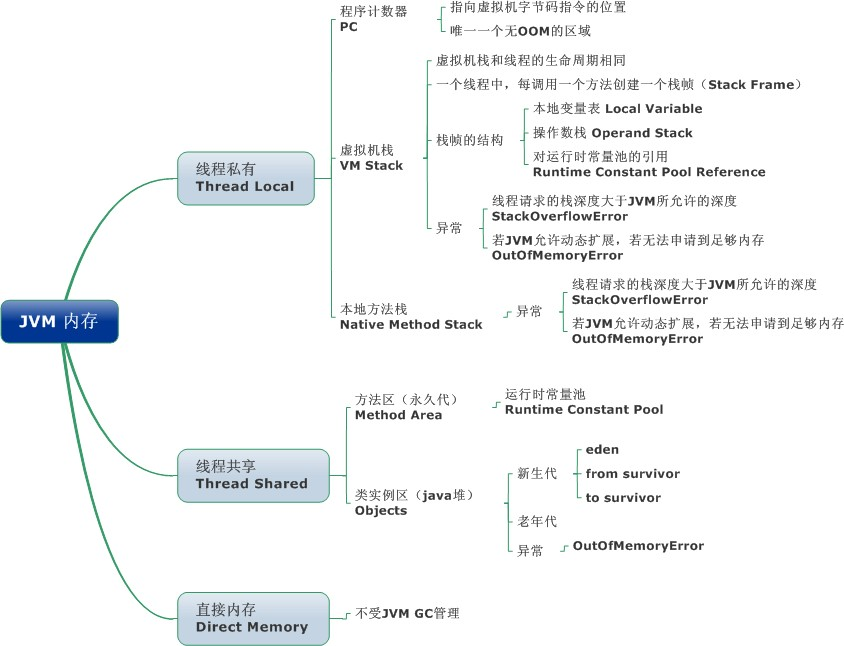 JVM 内存
线程私有
Thread Local
程序计数器
PC
指向虚拟机字节码指令的位置
唯一一个无OOM的区域
虚拟机栈
VM Stack
虚拟机栈和线程的生命周期相同
一个线程中，每调用一个方法创建一个栈帧（Stack Frame）
栈帧的结构
本地变量表 Local Variable
操作数栈 Operand Stack
对运行时常量池的引用
Runtime Constant Pool Reference
异常
线程请求的栈深度大于JVM所允许的深度
StackOverflowError
若JVM允许动态扩展，若无法申请到足够内存
OutOfMemoryError
本地方法栈
Native Method Stack
异常
线程请求的栈深度大于JVM所允许的深度
StackOverflowError
若JVM允许动态扩展，若无法申请到足够内存
OutOfMemoryError
线程共享
Thread Shared
方法区（永久代）
Method Area
运行时常量池
Runtime Constant Pool
类实例区（java堆）
Objects
新生代
eden
from survivor
to survivor
老年代
异常
OutOfMemoryError
直接内存
Direct Memory
不受JVM GC管理